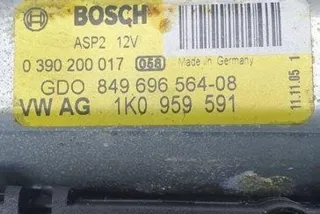 BOSCH
ASP2 12V
Made in Germany
0 390 200 017 058
GDO 849 696 564-08
VW AG 1K0 959 591
11.11.05 1